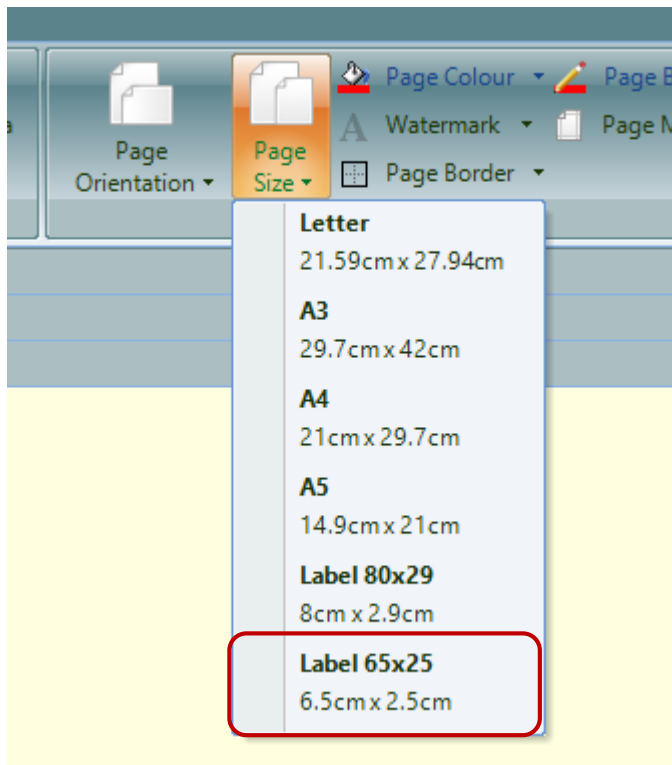 a
Page
Orientation
Page
Size
Page Colour
Watermark
Page Border
Page B
Page M
Letter
21.59cm x 27.94cm
A3
29.7cm x 42cm
A4
21cm x 29.7cm
A5
14.9cm x 21cm
Label 80x29
8cm x 2.9cm
Label 65x25
6.5cm x 2.5cm